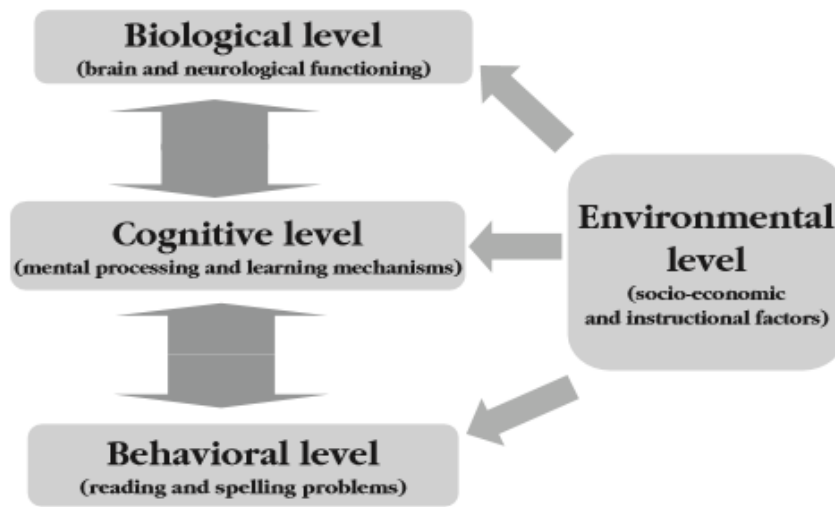 Biological level
(brain and neurological functioning)
Cognitive level
(mental processing and learning mechanisms)
Behavioral level
(reading and spelling problems)
Environmental
level
(socio-economic
and instructional factors)